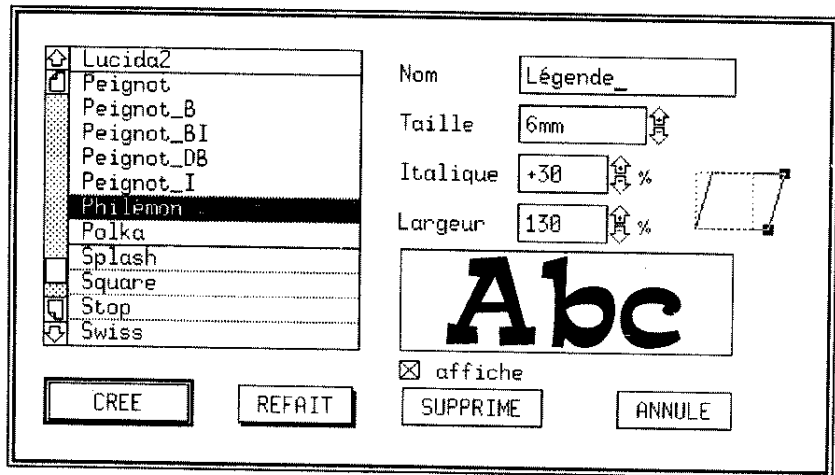 Lucida2
Peignot
Peignot_B
Peignot_BI
Peignot_DB
Peignot_I
Philémon
Polka
Splash
Square
Stop
Swiss
Nom Légende_
Taille 6mm
Italique +30 %
Largeur 130 %
Abc
affiche
CREE REFAIT SUPPRIME ANNULE